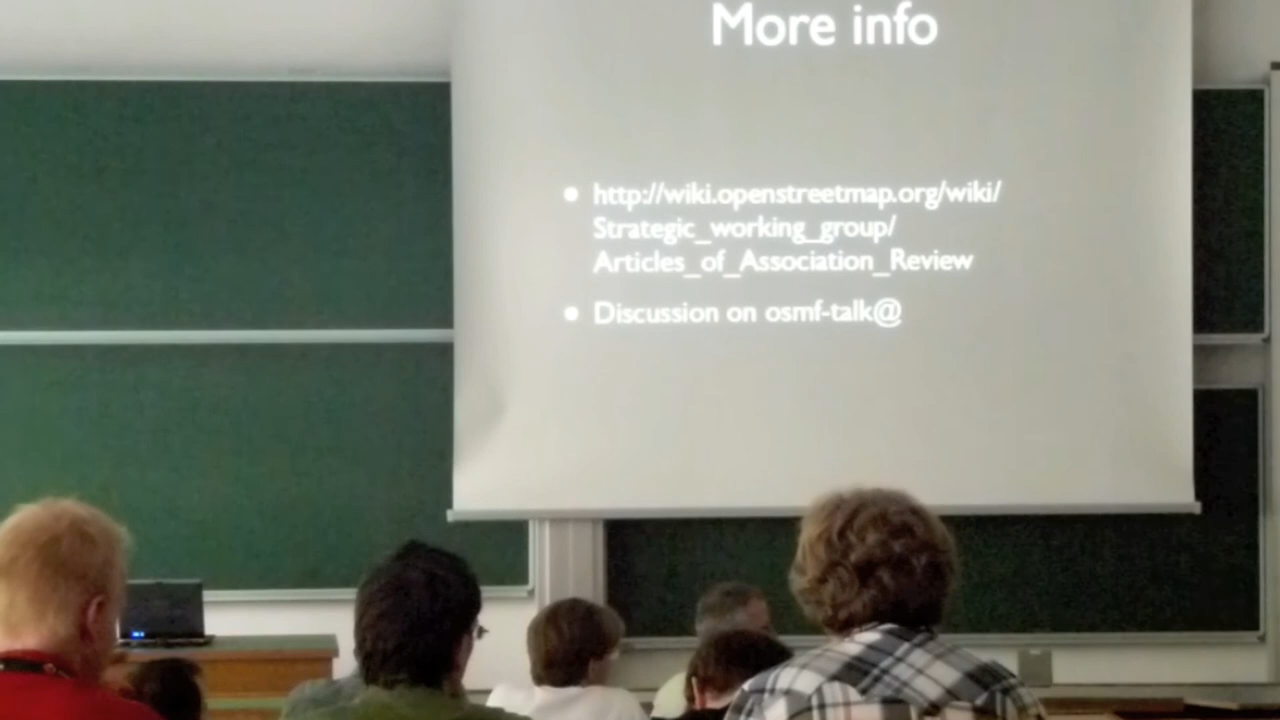 More info
• http://wiki.openstreetmap.org/wiki/
Strategic_working_group/
Articles_of_Association_Review
• Discussion on osmf-talk@